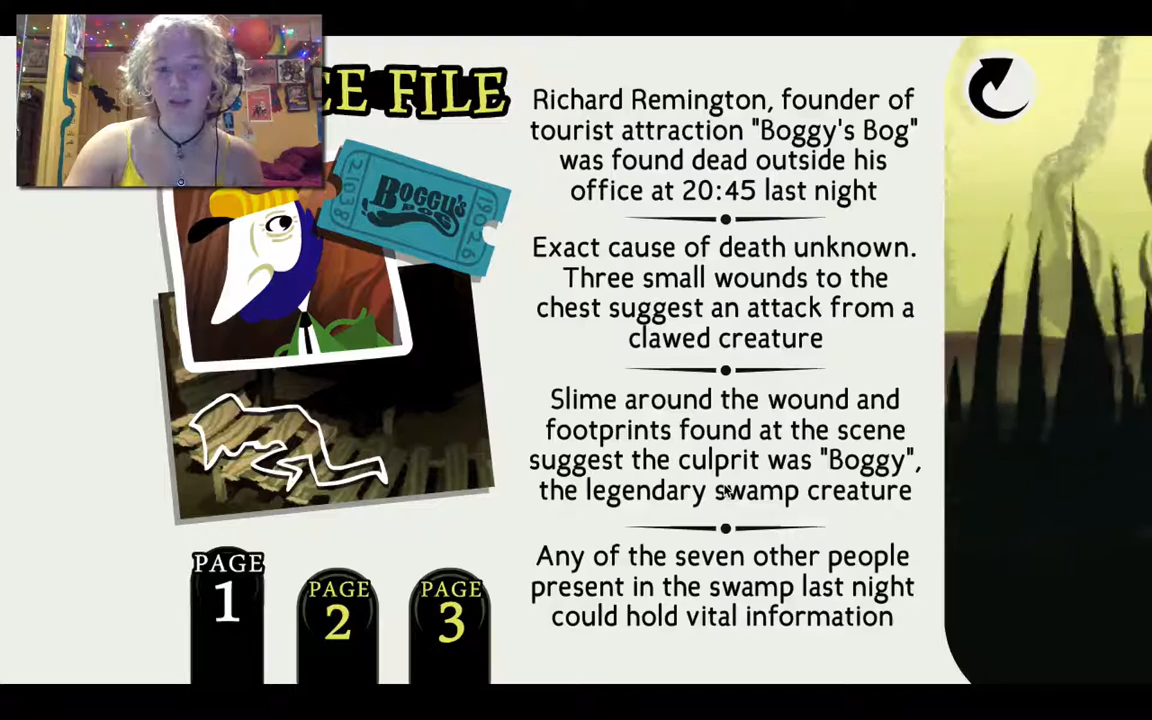 CE FILE
Richard Remington, founder of
tourist attraction "Boggy's Bog"
was found dead outside his
office at 20:45 last night
Exact cause of death unknown.
Three small wounds to the
chest suggest an attack from a
clawed creature
Slime around the wound and
footprints found at the scene
suggest the culprit was "Boggy",
the legendary swamp creature
Any of the seven other people
present in the swamp last night
could hold vital information
21038
BOGGY'S
BOG
19026
PAGE
1
PAGE
2
PAGE
3